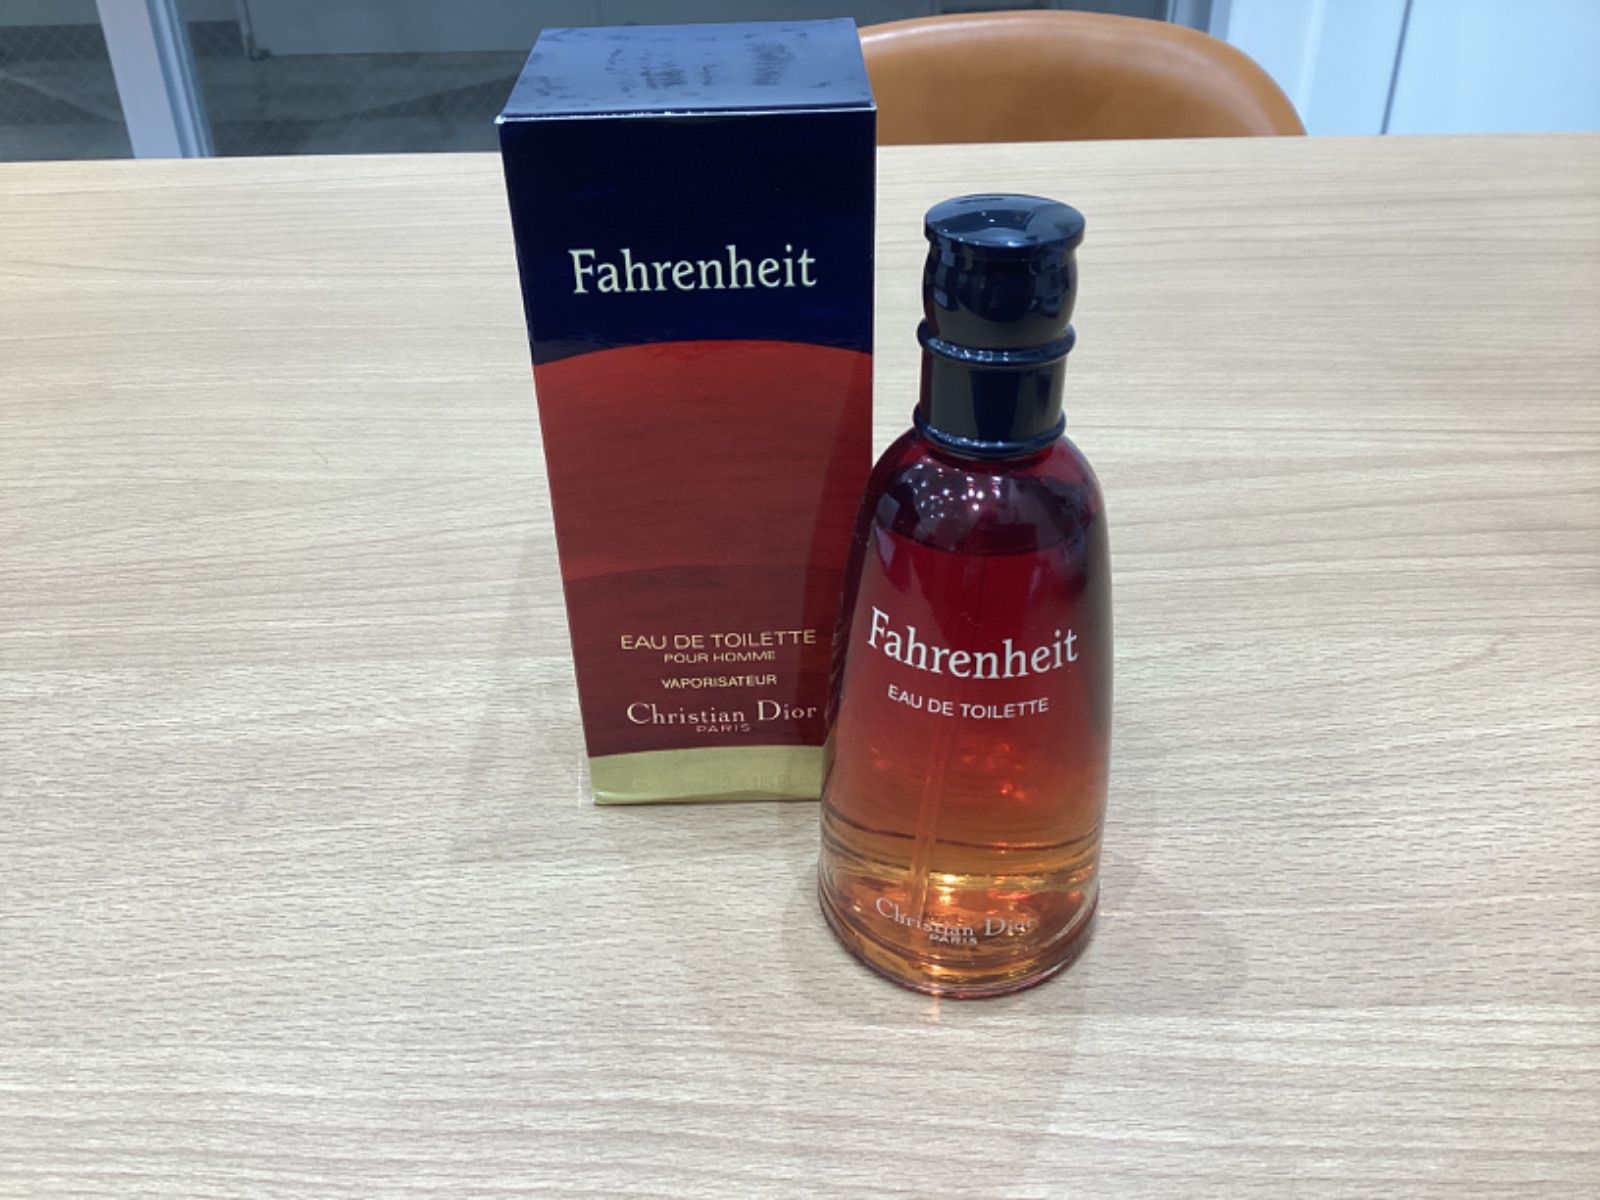 Fahrenheit
EAU DE TOILETTE
POUR HOMME
VAPORISATEUR
Christian Dior
PARIS
Fahrenheit
EAU DE TOILETTE
Christian Dior
PARIS